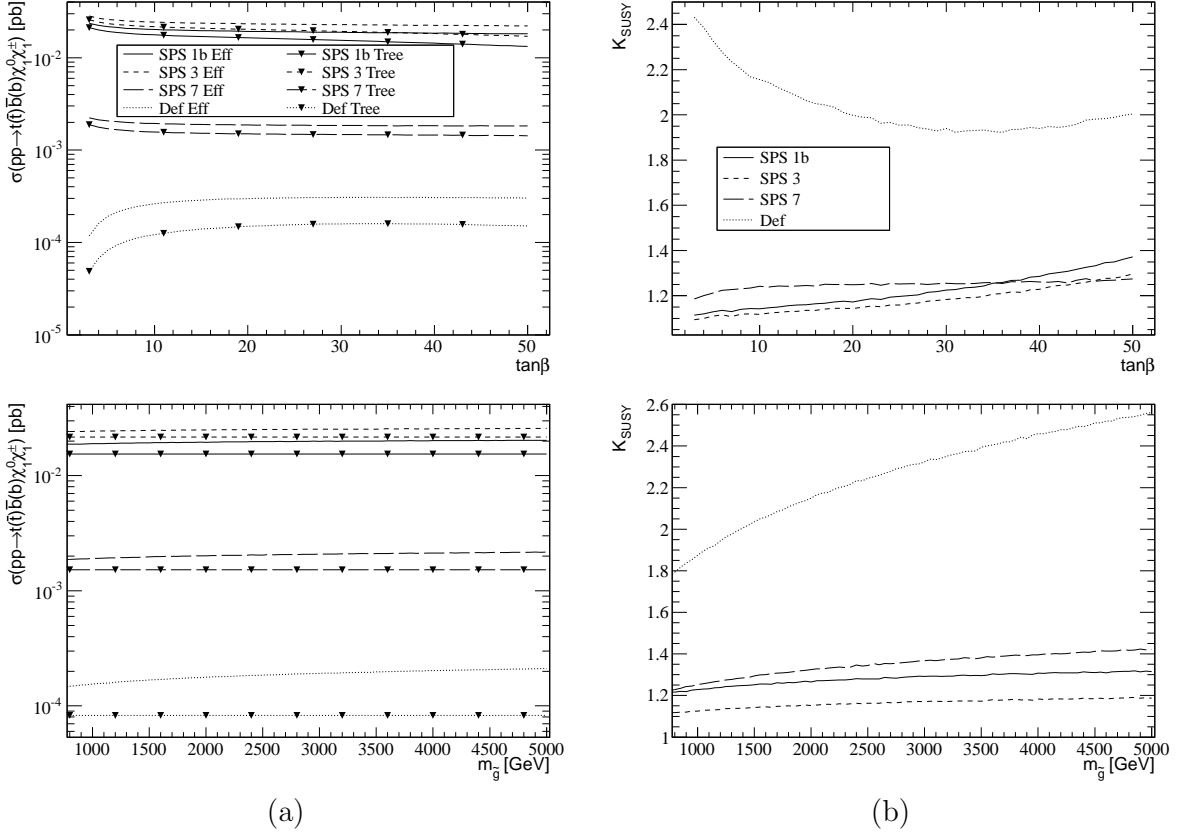 σ(pp→t(t̄)b̄(b)χ̃⁰₁χ̃±₁) [pb]
10⁻²
10⁻³
10⁻⁴
10⁻⁵
SPS 1b Eff SPS 1b Tree
SPS 3 Eff SPS 3 Tree
SPS 7 Eff SPS 7 Tree
Def Eff Def Tree
10 20 30 40 50
tanβ
K_SUSY
2.4
2.2
2
1.8
1.6
1.4
1.2
SPS 1b
SPS 3
SPS 7
Def
10 20 30 40 50
tanβ
σ(pp→t(t̄)b̄(b)χ̃⁰₁χ̃±₁) [pb]
10⁻²
10⁻³
10⁻⁴
1000 1500 2000 2500 3000 3500 4000 4500 5000
m_g̃ [GeV]
K_SUSY
2.6
2.4
2.2
2
1.8
1.6
1.4
1.2
1
1000 1500 2000 2500 3000 3500 4000 4500 5000
m_g̃ [GeV]
(a) (b)